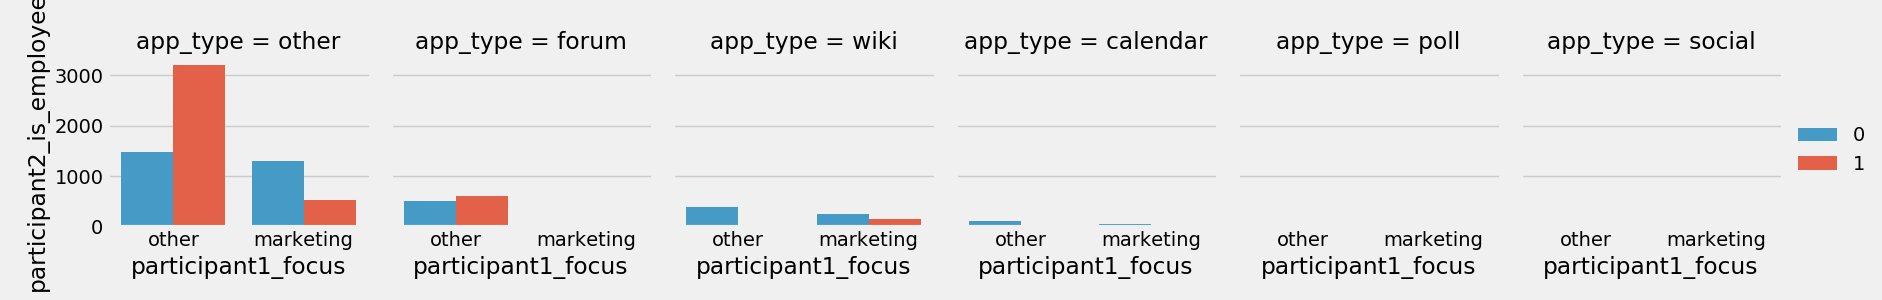 app_type = other
app_type = forum
app_type = wiki
app_type = calendar
app_type = poll
app_type = social
participant2_is_employee
3000
2000
1000
0
other marketing
other marketing
other marketing
other marketing
other marketing
other marketing
participant1_focus
participant1_focus
participant1_focus
participant1_focus
participant1_focus
participant1_focus
0
1